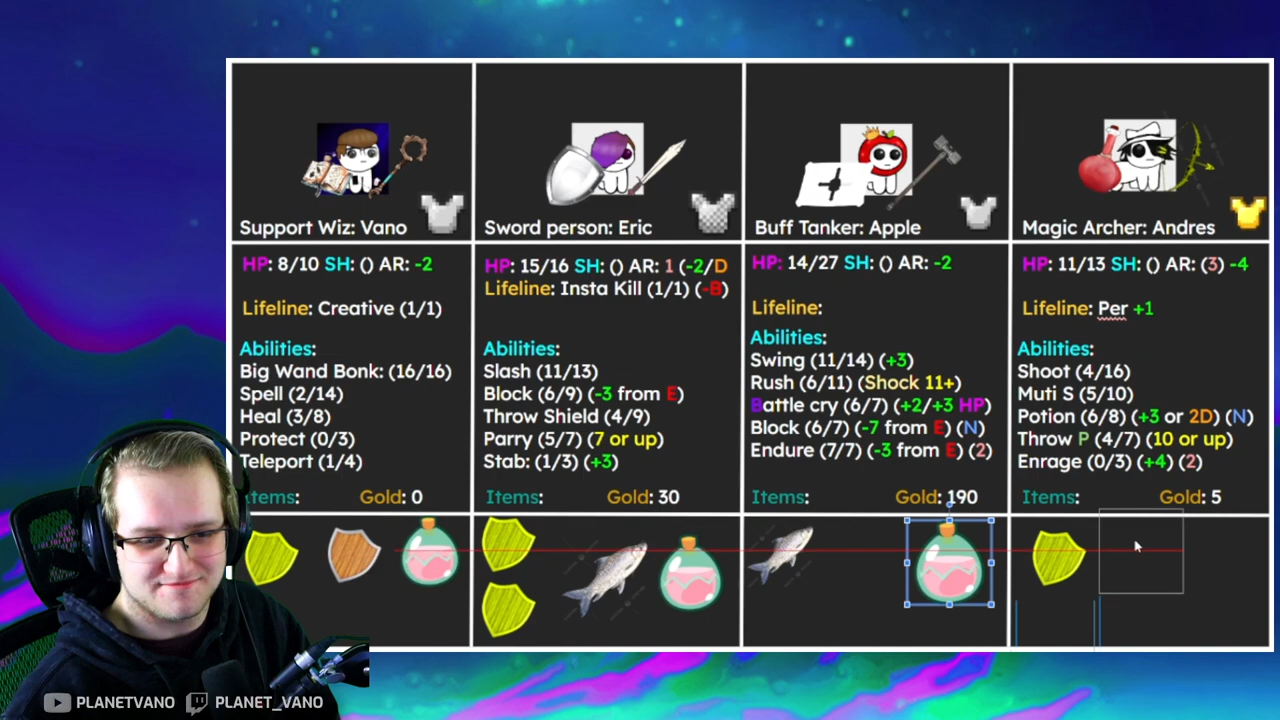 Support Wiz: Vano
HP: 8/10 SH: () AR: -2
Lifeline: Creative (1/1)
Abilities:
Big Wand Bonk: (16/16)
Spell (2/14)
Heal (3/8)
Protect (0/3)
Teleport (1/4)
Items: Gold: 0
Sword person: Eric
HP: 15/16 SH: () AR: 1 (-2/D
Lifeline: Insta Kill (1/1) (-B)
Abilities:
Slash (11/13)
Block (6/9) (-3 from E)
Throw Shield (4/9)
Parry (5/7) (7 or up)
Stab: (1/3) (+3)
Items: Gold: 30
Buff Tanker: Apple
HP: 14/27 SH: () AR: -2
Lifeline:
Abilities:
Swing (11/14) (+3)
Rush (6/11) (Shock 11+)
Battle cry (6/7) (+2/+3 HP)
Block (6/7) (-7 from E) (N)
Endure (7/7) (-3 from E) (2)
Items: Gold: 190
Magic Archer: Andres
HP: 11/13 SH: () AR: (3) -4
Lifeline: Per +1
Abilities:
Shoot (4/16)
Muti S (5/10)
Potion (6/8) (+3 or 2D) (N)
Throw P (4/7) (10 or up)
Enrage (0/3) (+4) (2)
Items: Gold: 5
PLANETVANO PLANET_VANO